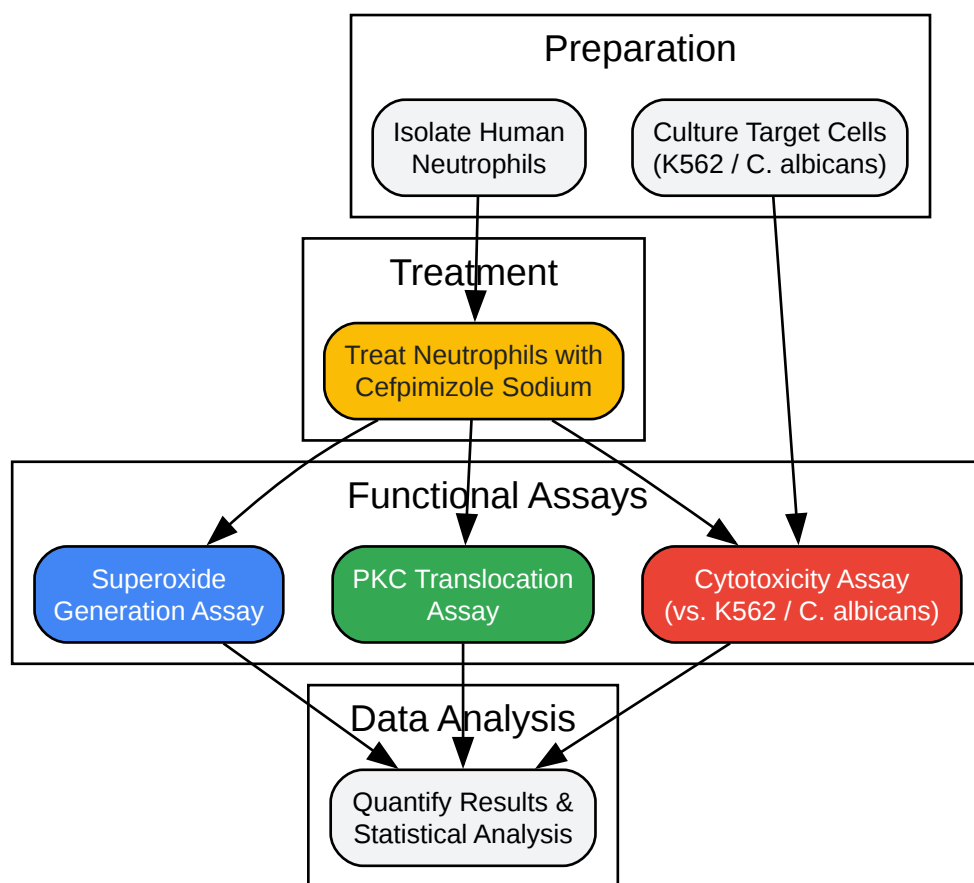 Preparation
Isolate Human
Neutrophils
Culture Target Cells
(K562 / C. albicans)
Treatment
Treat Neutrophils with
Cefpimizole Sodium
Functional Assays
Superoxide
Generation Assay
PKC Translocation
Assay
Cytotoxicity Assay
(vs. K562 / C. albicans)
Data Analysis
Quantify Results &
Statistical Analysis